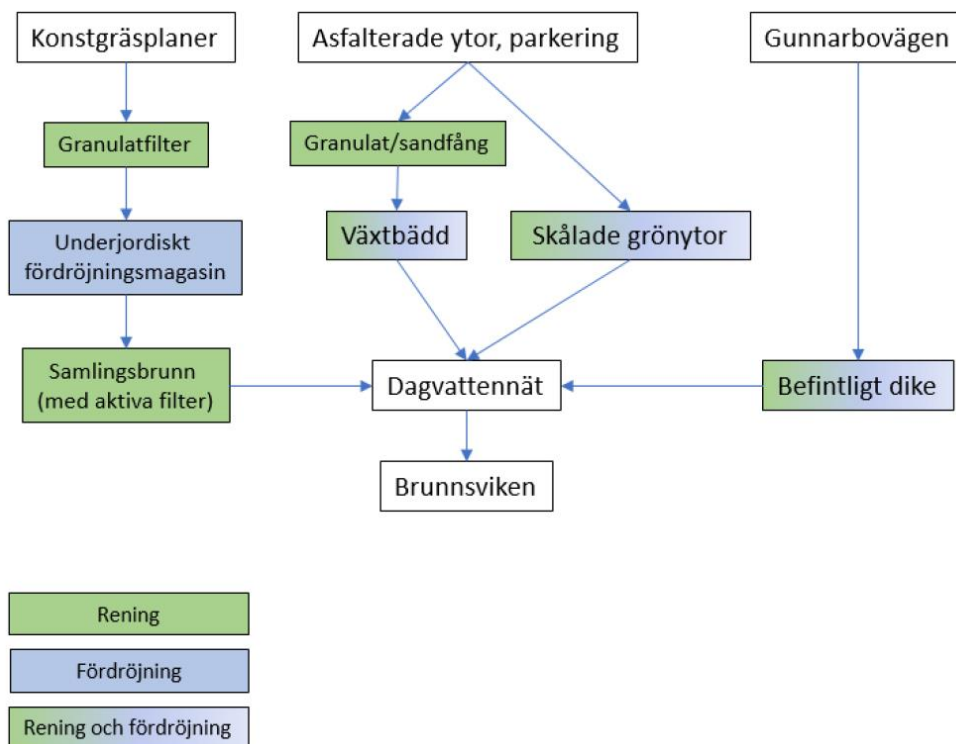 Konstgräsplaner
Asfalterade ytor, parkering
Gunnarbovägen
Granulatfilter
Granulat/sandfång
Underjordiskt
fördröjningsmagasin
Växtbädd
Skålade grönytor
Samlingsbrunn
(med aktiva filter)
Dagvattennät
Befintligt dike
Brunnsviken
Rening
Fördröjning
Rening och fördröjning